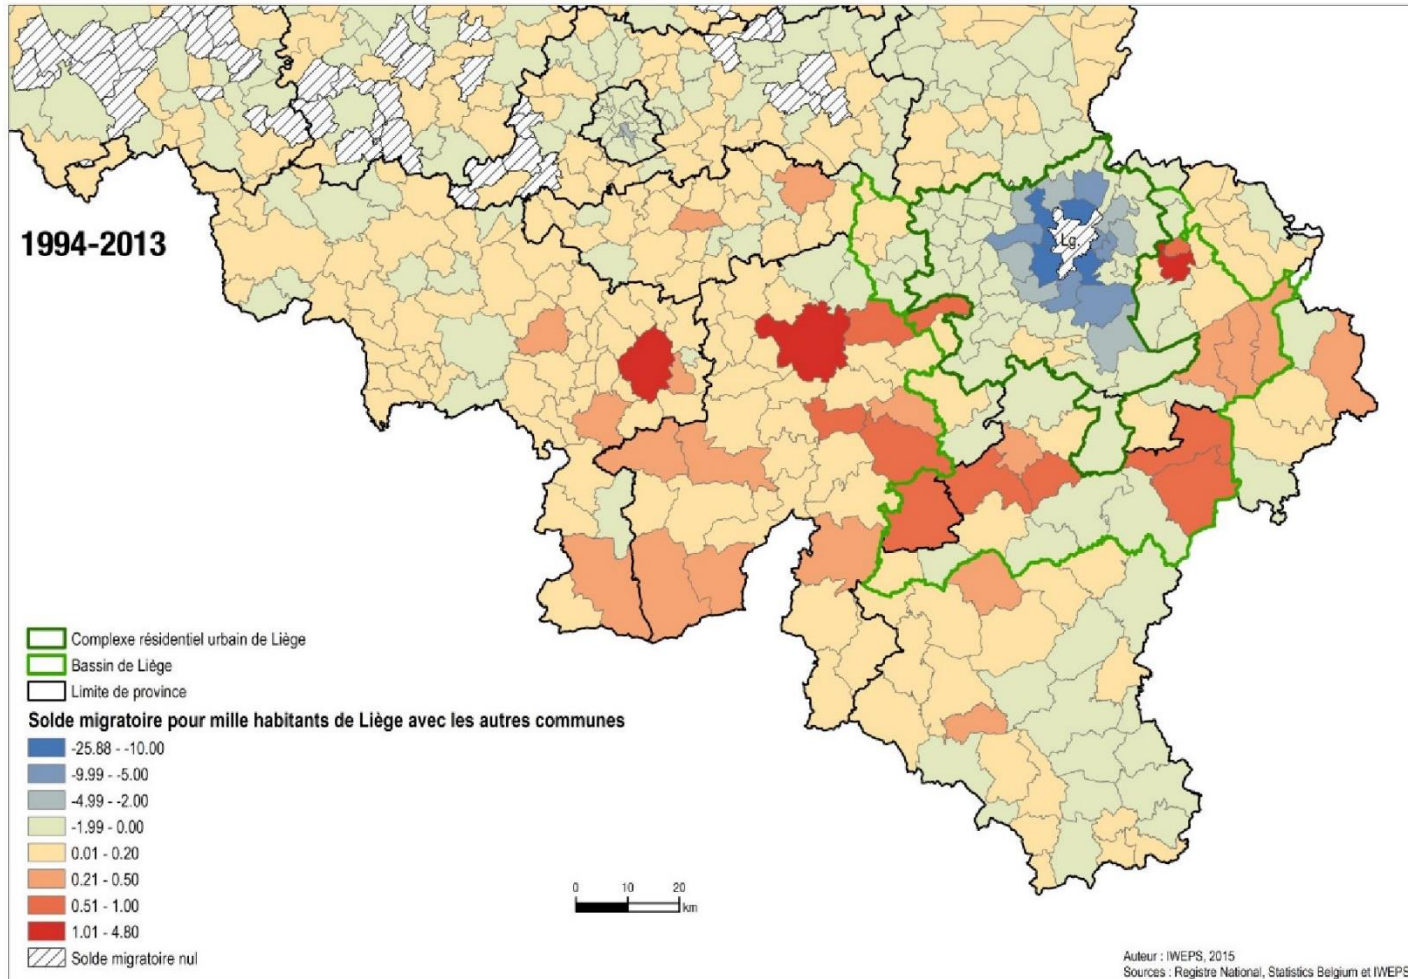 Lg.
1994-2013
Complexe résidentiel urbain de Liège
Bassin de Liège
Limite de province
Solde migratoire pour mille habitants de Liège avec les autres communes
-25.88 - -10.00
-9.99 - -5.00
-4.99 - -2.00
-1.99 - 0.00
0.01 - 0.20
0.21 - 0.50
0.51 - 1.00
1.01 - 4.80
Solde migratoire nul
0 10 20
km
Auteur : IWEPS, 2015
Sources : Registre National, Statistics Belgium et IWEPS